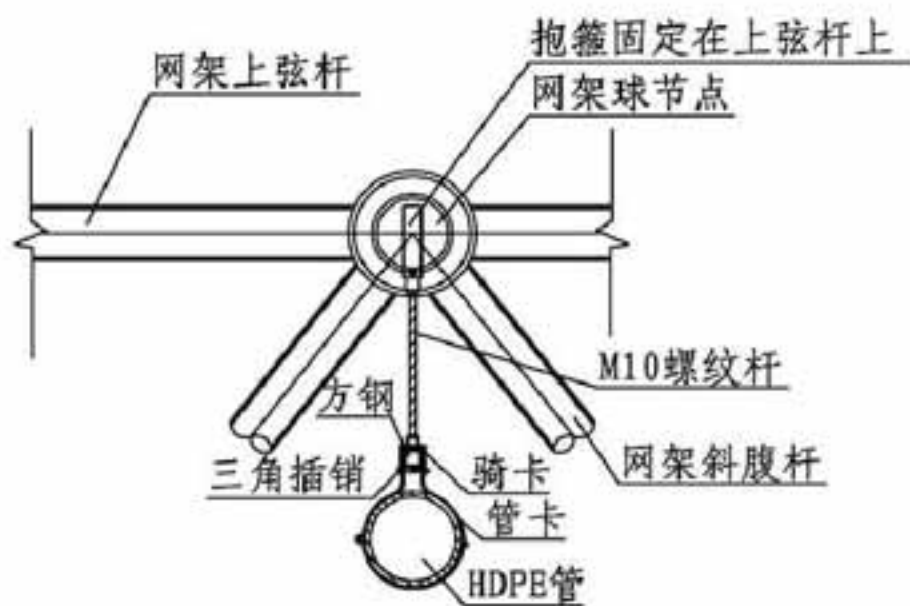 抱箍固定在上弦杆上
网架上弦杆
网架球节点
M10螺纹杆
方钢
三角插销
骑卡
网架斜腹杆
管卡
HDPE管